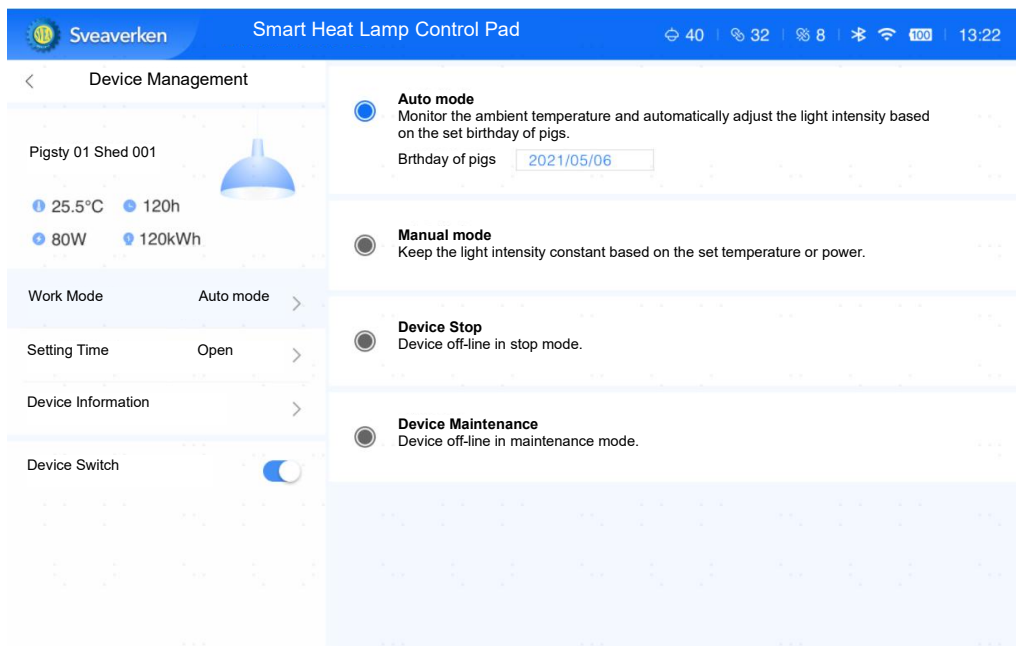 Sveaverken
Smart Heat Lamp Control Pad
40
32
8
100
13:22
Device Management
Pigsty 01 Shed 001
25.5°C
120h
80W
120kWh
Work Mode
Auto mode
Setting Time
Open
Device Information
Device Switch
Auto mode
Monitor the ambient temperature and automatically adjust the light intensity based
on the set birthday of pigs.
Brthday of pigs
2021/05/06
Manual mode
Keep the light intensity constant based on the set temperature or power.
Device Stop
Device off-line in stop mode.
Device Maintenance
Device off-line in maintenance mode.